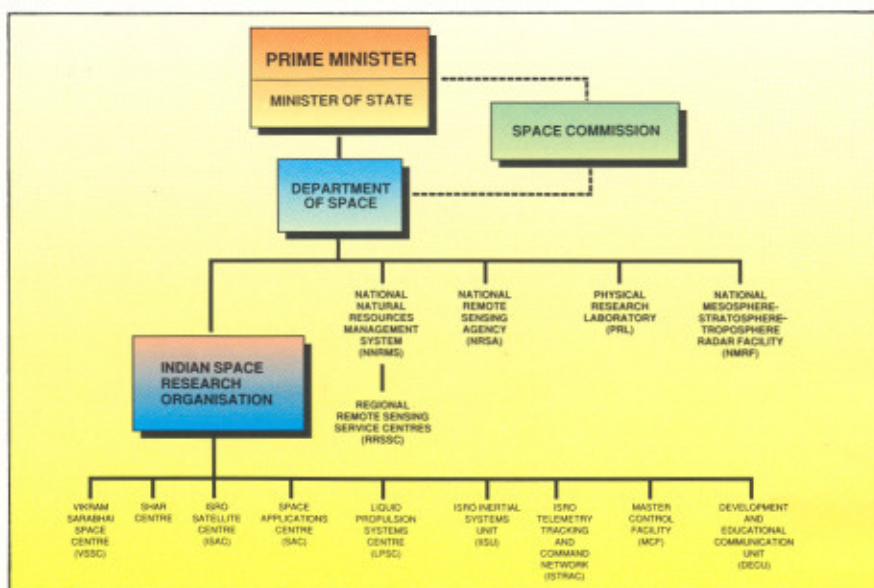 PRIME MINISTER
MINISTER OF STATE
SPACE COMMISSION
DEPARTMENT
OF SPACE
NATIONAL
NATURAL
RESOURCES
MANAGEMENT
SYSTEM
(NNRMS)
NATIONAL
REMOTE
SENSING
AGENCY
(NRSA)
PHYSICAL
RESEARCH
LABORATORY
(PRL)
NATIONAL
MESOSPHERE-
STRATOSPHERE-
TROPOSPHERE
RADAR FACILITY
(NMRF)
INDIAN SPACE
RESEARCH
ORGANISATION
REGIONAL
REMOTE SENSING
SERVICE CENTRES
(RRSSC)
VIKRAM
SARABHAI
SPACE
CENTRE
(VSSC)
SHAR
CENTRE
ISRO
SATELLITE
CENTRE (ISAC)
SPACE
APPLICATIONS
CENTRE (SAC)
LIQUID
PROPULSION
SYSTEMS
CENTRE (LPSC)
ISRO INERTIAL
SYSTEMS
UNIT
(IISU)
ISRO
TELEMETRY
TRACKING
AND
COMMAND
NETWORK
(ISTRAC)
MASTER
CONTROL
FACILITY
(MCF)
DEVELOPMENT
AND
EDUCATIONAL
COMMUNICATION
UNIT
(DECU)